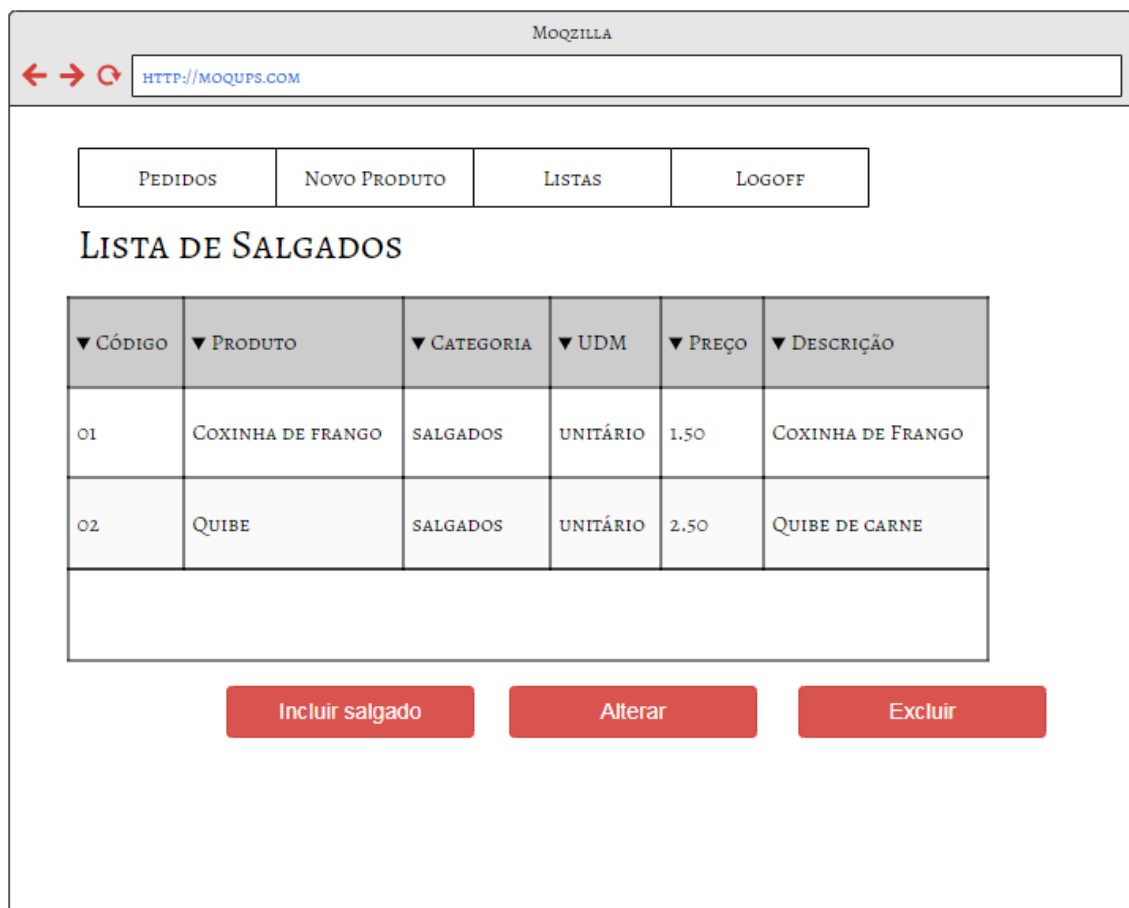 Moqzilla
http://moqups.com
Pedidos Novo Produto Listas Logoff
Lista de Salgados
▼ Código ▼ Produto ▼ Categoria ▼ UDM ▼ Preço ▼ Descrição
01 Coxinha de frango salgados unitário 1.50 Coxinha de Frango
02 Quibe salgados unitário 2.50 Quibe de carne
Incluir salgado Alterar Excluir